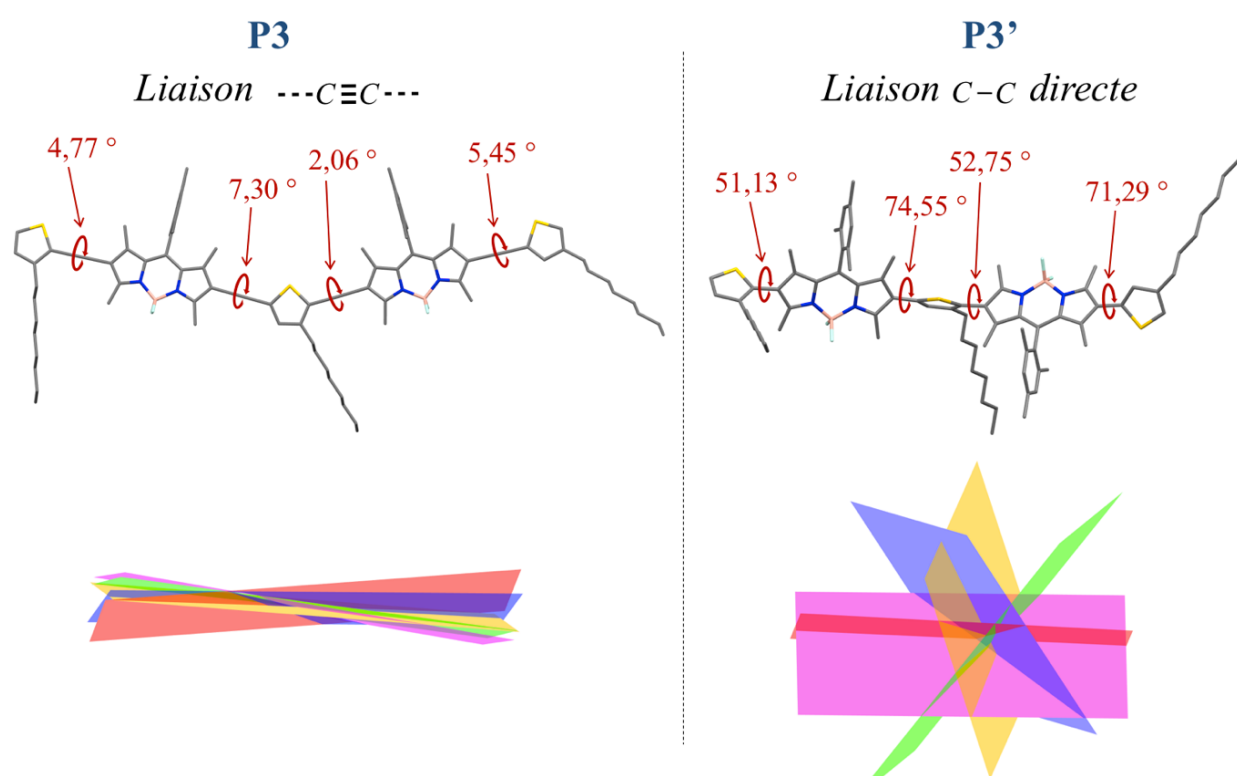 P3
Liaison ---C≡C---
4,77 °
7,30 °
2,06 °
5,45 °
P3’
Liaison C–C directe
51,13 °
74,55 °
52,75 °
71,29 °